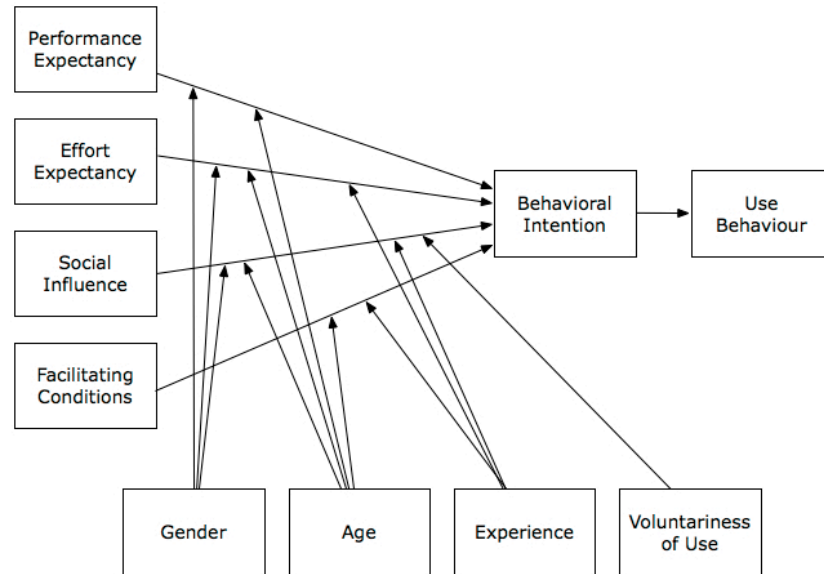 Performance
Expectancy
Effort
Expectancy
Social
Influence
Facilitating
Conditions
Behavioral
Intention
Use
Behaviour
Gender
Age
Experience
Voluntariness
of Use